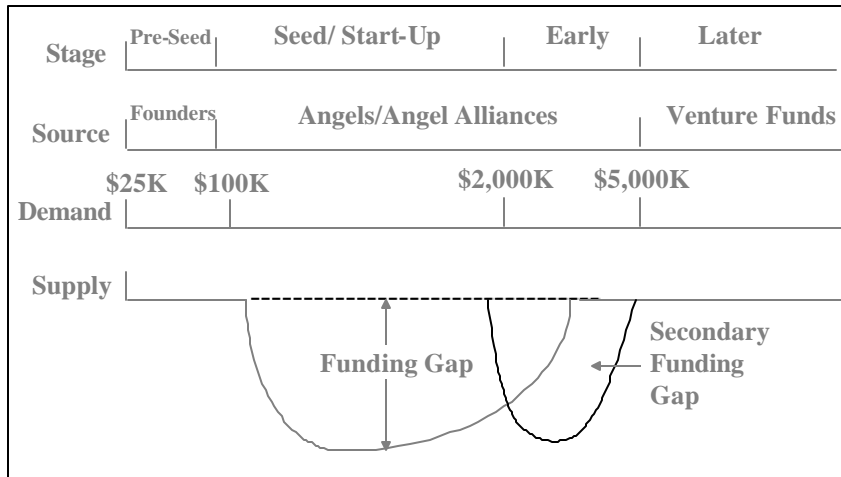 Stage Pre-Seed Seed/ Start-Up Early Later
Source Founders Angels/Angel Alliances Venture Funds
$25K $100K $2,000K $5,000K
Demand
Supply
Funding Gap
Secondary
Funding
Gap